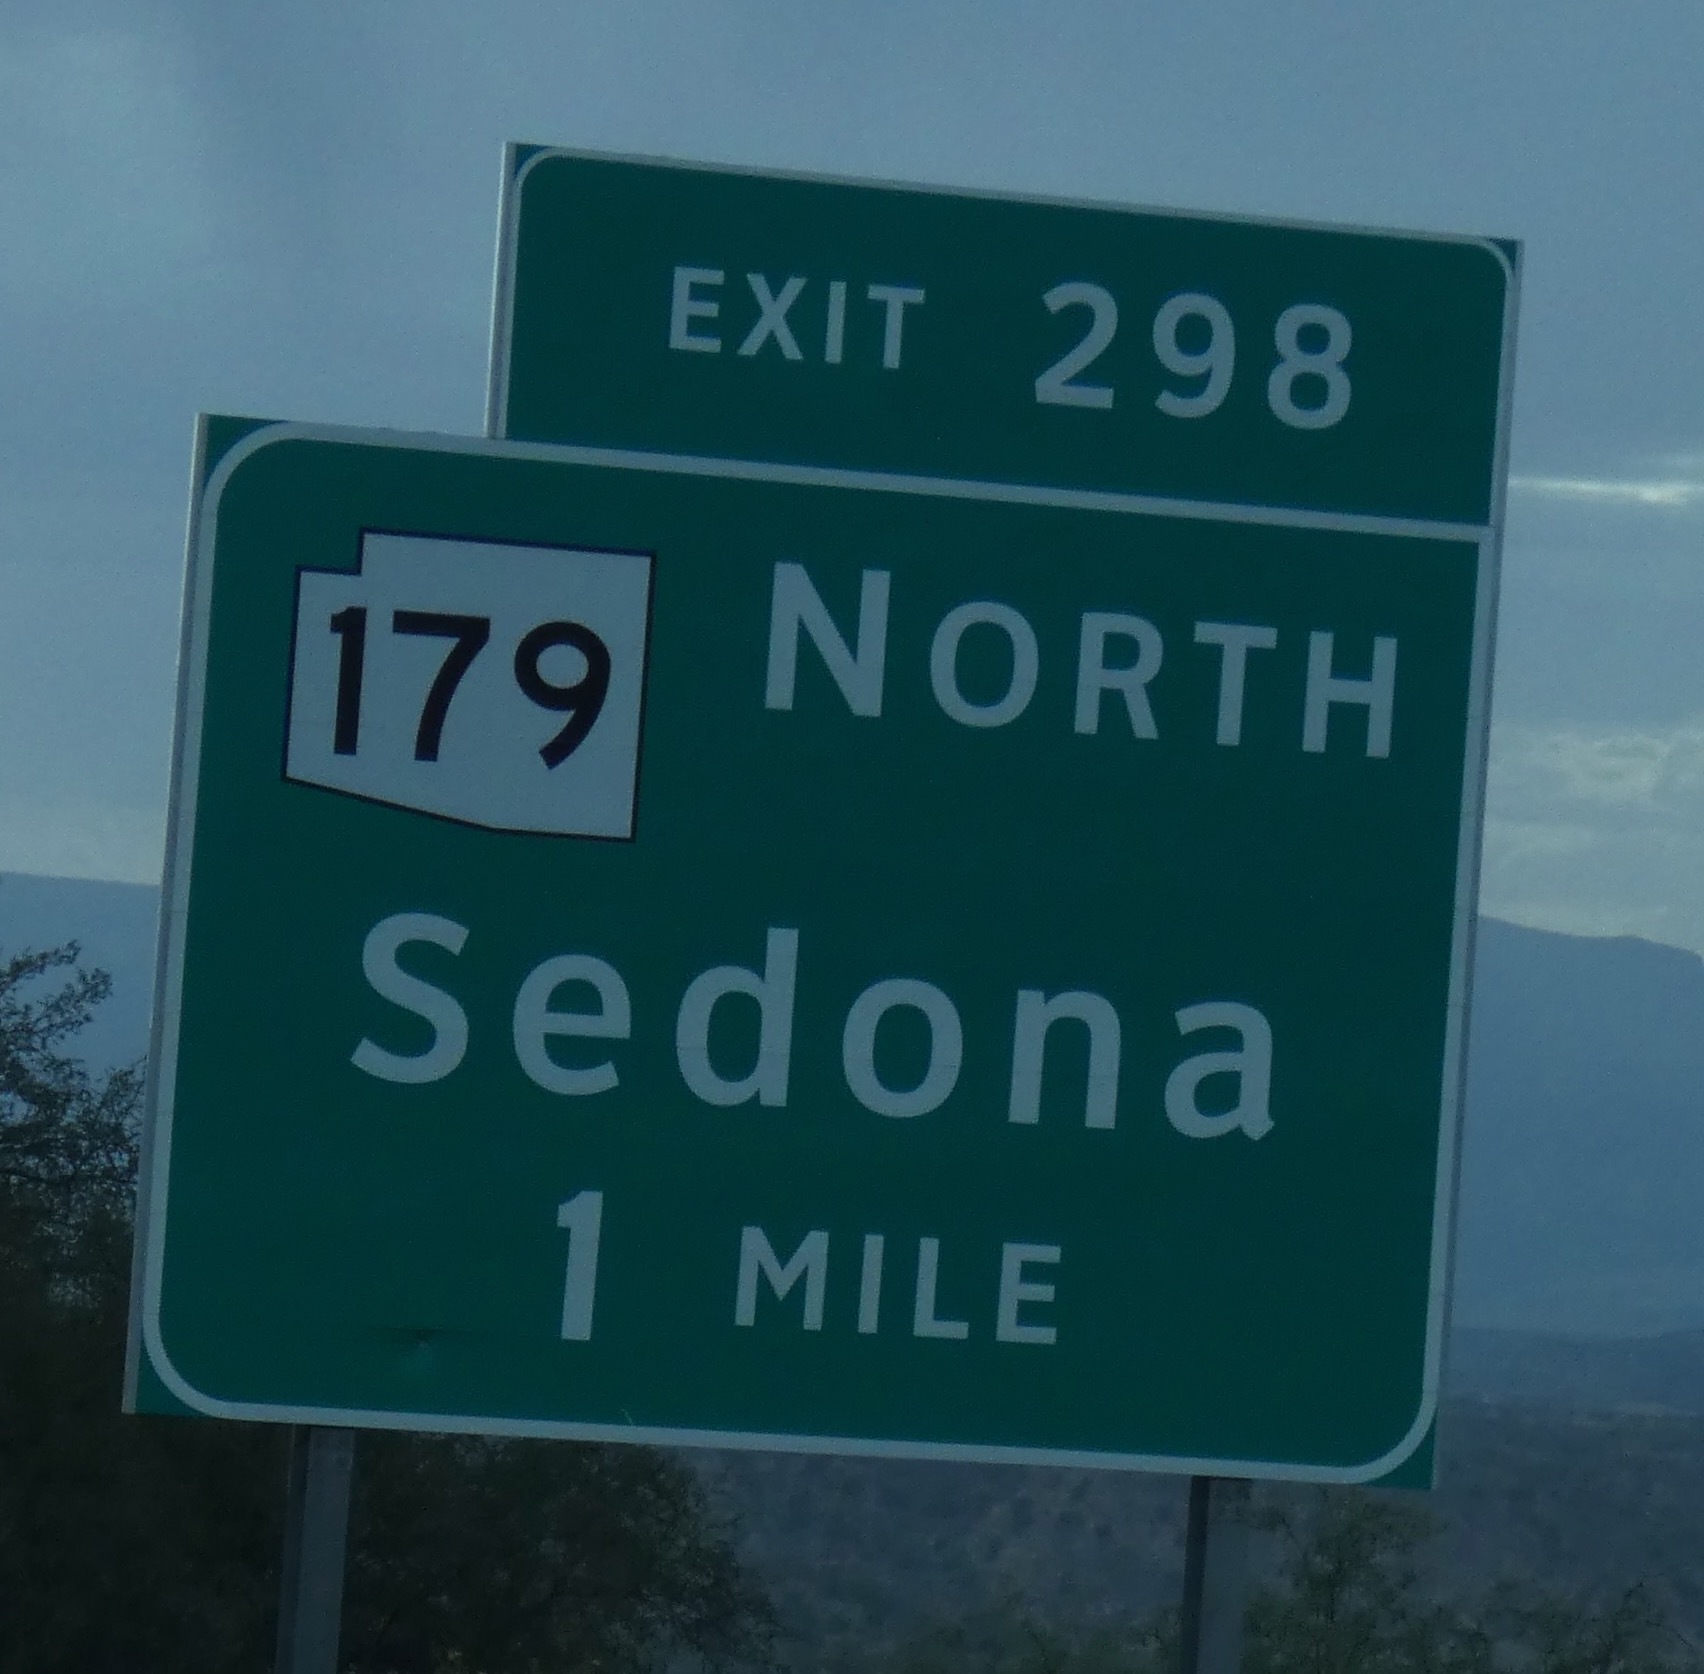 EXIT 298
179 NORTH
Sedona
1 MILE